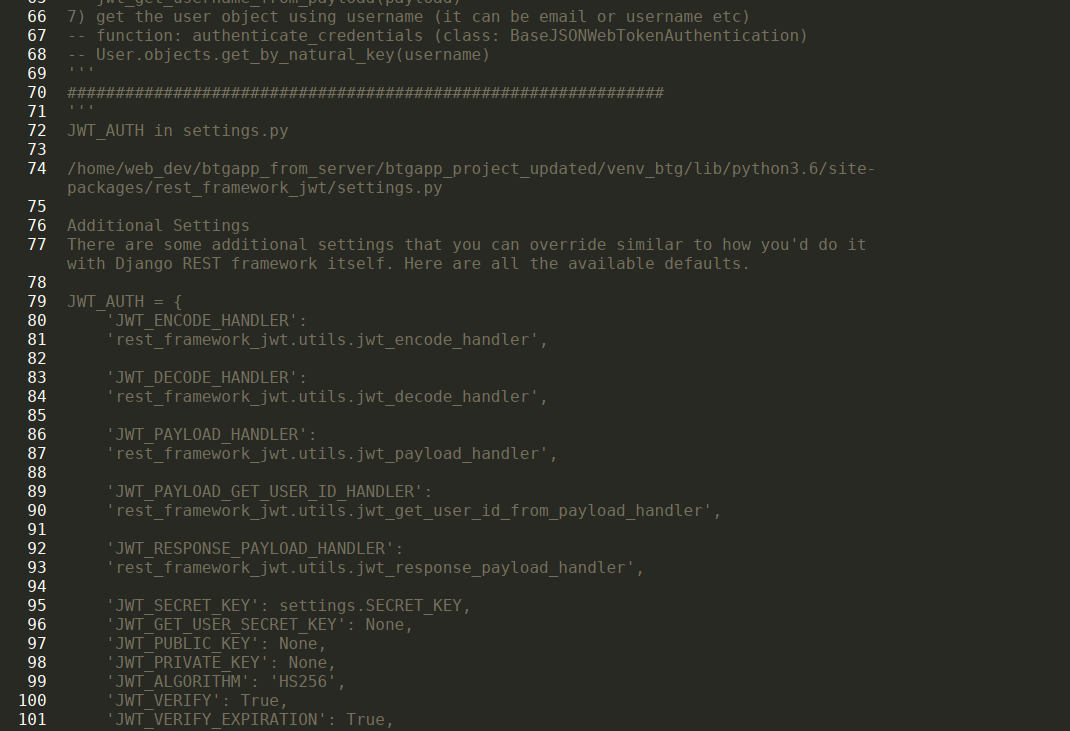 65 -- jwt_get_username_from_payload(payload)
66 7) get the user object using username (it can be email or username etc)
67 -- function: authenticate_credentials (class: BaseJSONWebTokenAuthentication)
68 -- User.objects.get_by_natural_key(username)
69 '''
70 ##############################################################
71 '''
72 JWT_AUTH in settings.py
73
74 /home/web_dev/btgapp_from_server/btgapp_project_updated/venv_btg/lib/python3.6/site-
packages/rest_framework_jwt/settings.py
75
76 Additional Settings
77 There are some additional settings that you can override similar to how you'd do it
with Django REST framework itself. Here are all the available defaults.
78
79 JWT_AUTH = {
80 'JWT_ENCODE_HANDLER':
81 'rest_framework_jwt.utils.jwt_encode_handler',
82
83 'JWT_DECODE_HANDLER':
84 'rest_framework_jwt.utils.jwt_decode_handler',
85
86 'JWT_PAYLOAD_HANDLER':
87 'rest_framework_jwt.utils.jwt_payload_handler',
88
89 'JWT_PAYLOAD_GET_USER_ID_HANDLER':
90 'rest_framework_jwt.utils.jwt_get_user_id_from_payload_handler',
91
92 'JWT_RESPONSE_PAYLOAD_HANDLER':
93 'rest_framework_jwt.utils.jwt_response_payload_handler',
94
95 'JWT_SECRET_KEY': settings.SECRET_KEY,
96 'JWT_GET_USER_SECRET_KEY': None,
97 'JWT_PUBLIC_KEY': None,
98 'JWT_PRIVATE_KEY': None,
99 'JWT_ALGORITHM': 'HS256',
100 'JWT_VERIFY': True,
101 'JWT_VERIFY_EXPIRATION': True,